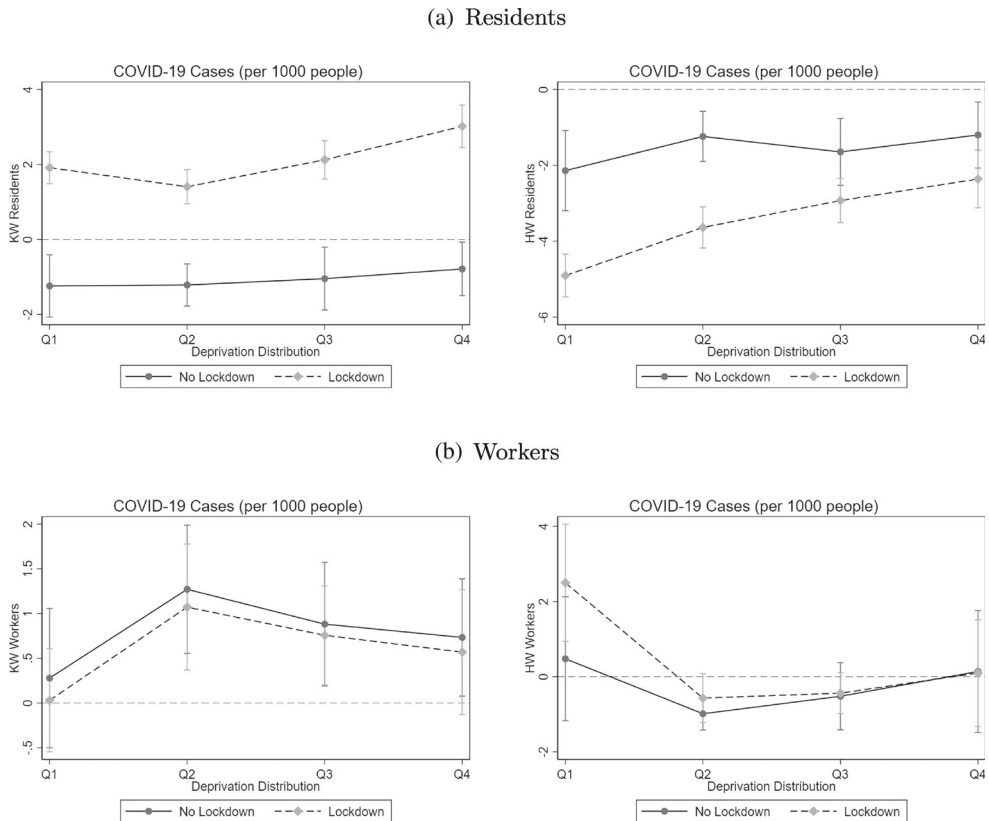 (a) Residents
COVID-19 Cases (per 1000 people)
KW Residents
4
2
0
-2
Q1 Q2 Q3 Q4
Deprivation Distribution
No Lockdown Lockdown
COVID-19 Cases (per 1000 people)
HW Residents
0
-2
-4
-6
Q1 Q2 Q3 Q4
Deprivation Distribution
No Lockdown Lockdown
(b) Workers
COVID-19 Cases (per 1000 people)
KW Workers
2
1.5
1
.5
0
-.5
Q1 Q2 Q3 Q4
Deprivation Distribution
No Lockdown Lockdown
COVID-19 Cases (per 1000 people)
HW Workers
4
2
0
-2
Q1 Q2 Q3 Q4
Deprivation Distribution
No Lockdown Lockdown